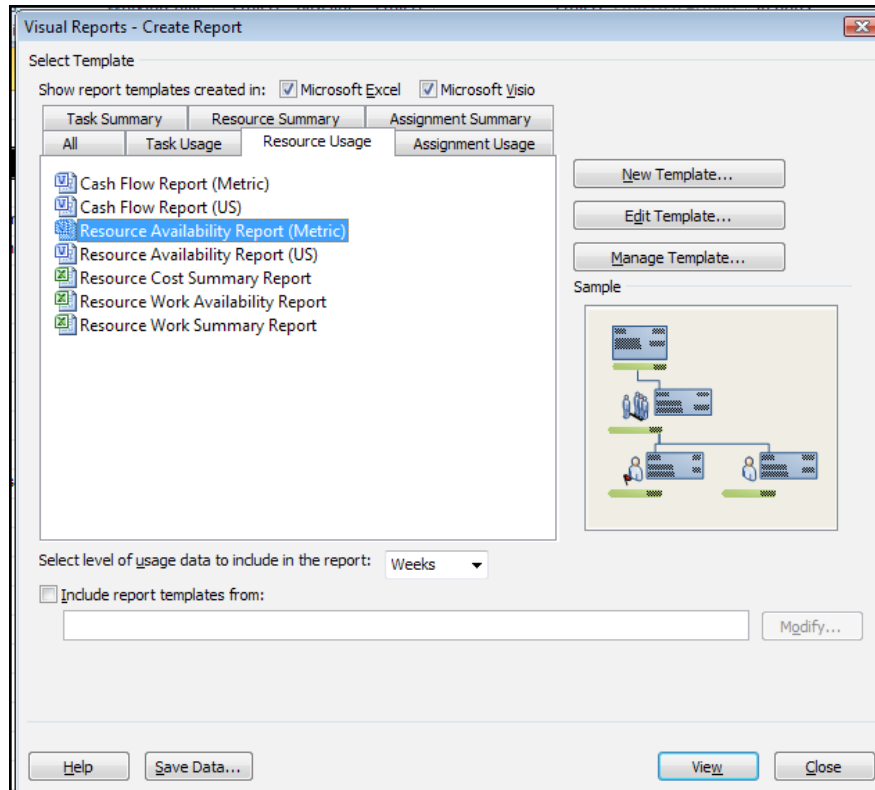 Visual Reports - Create Report
Select Template
Show report templates created in: Microsoft Excel Microsoft Visio
Task Summary Resource Summary Assignment Summary
All Task Usage Resource Usage Assignment Usage
Cash Flow Report (Metric)
Cash Flow Report (US)
Resource Availability Report (Metric)
Resource Availability Report (US)
Resource Cost Summary Report
Resource Work Availability Report
Resource Work Summary Report
New Template...
Edit Template...
Manage Template...
Sample
Select level of usage data to include in the report: Weeks
Include report templates from:
Modify...
Help Save Data... View Close